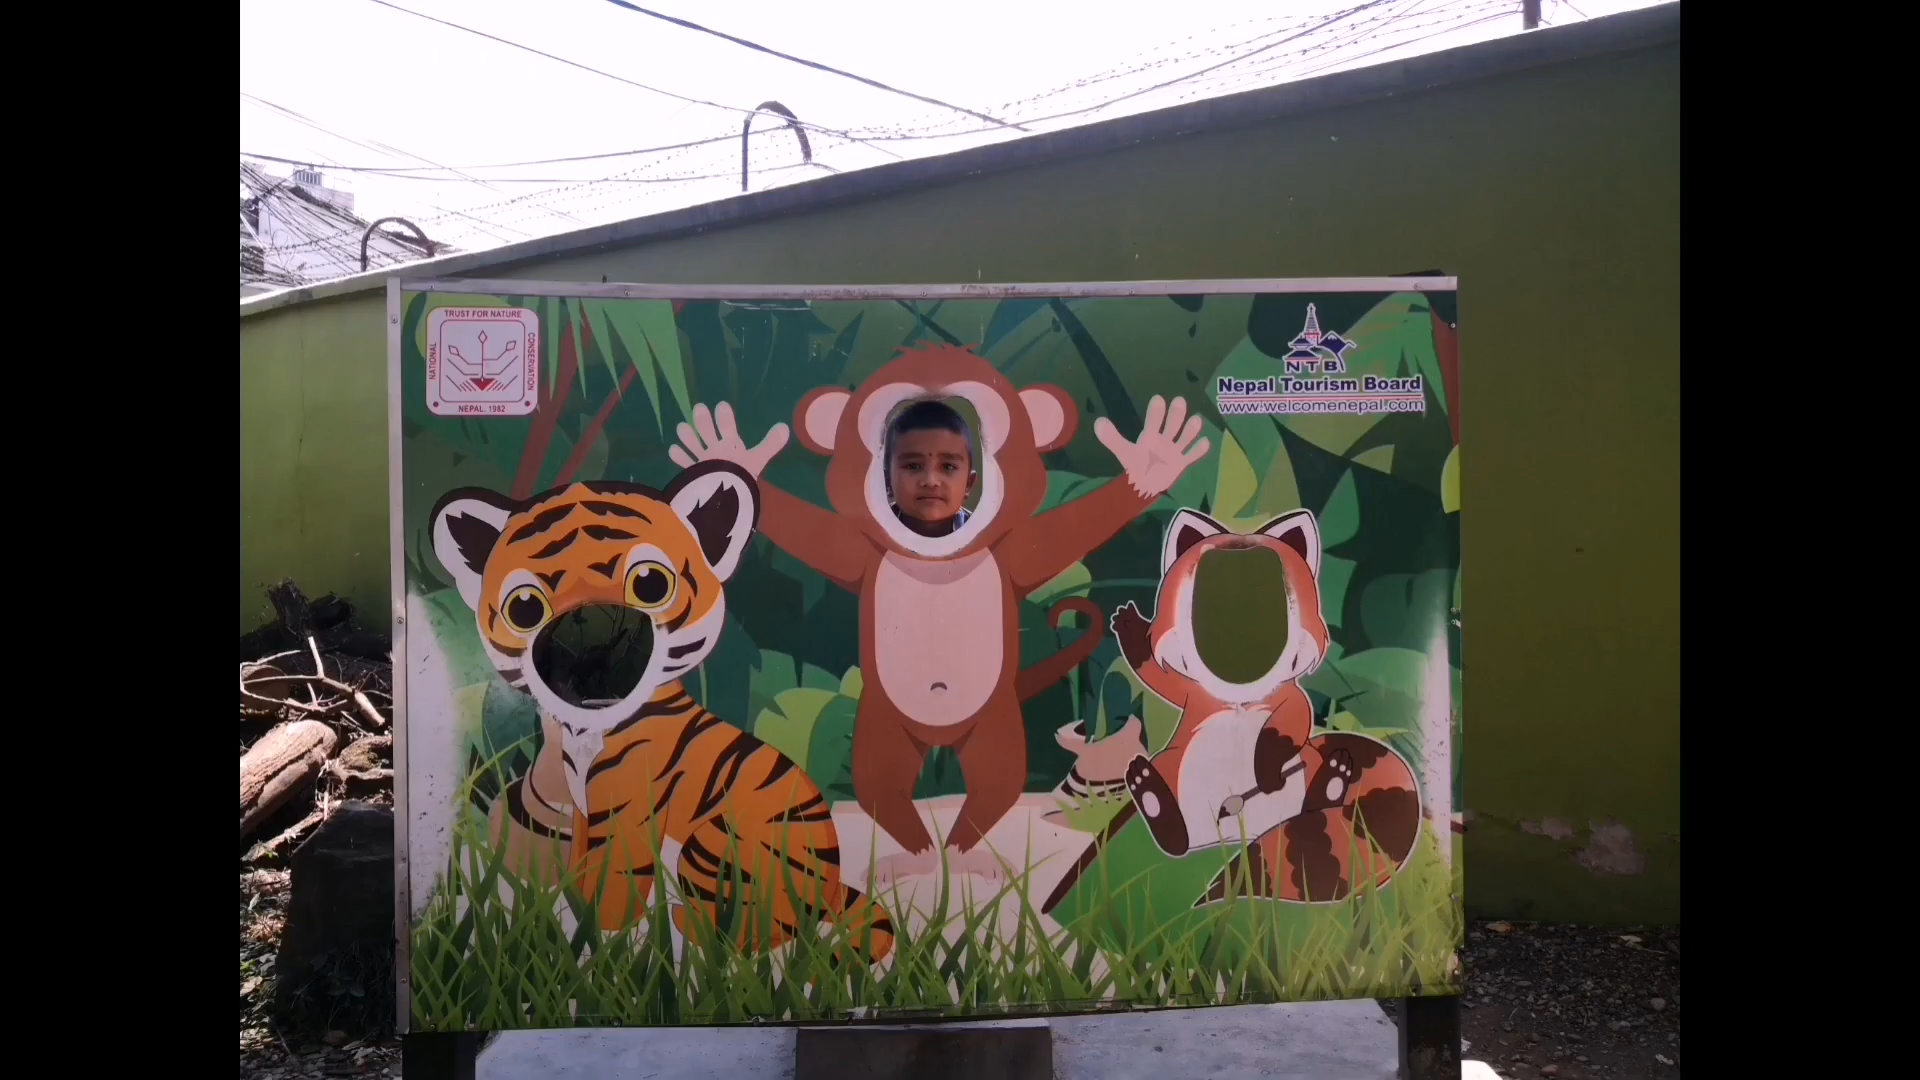 TRUST FOR NATURE
NATIONAL
CONSERVATION
NEPAL. 1982
NTB
Nepal Tourism Board
www.welcomenepal.com